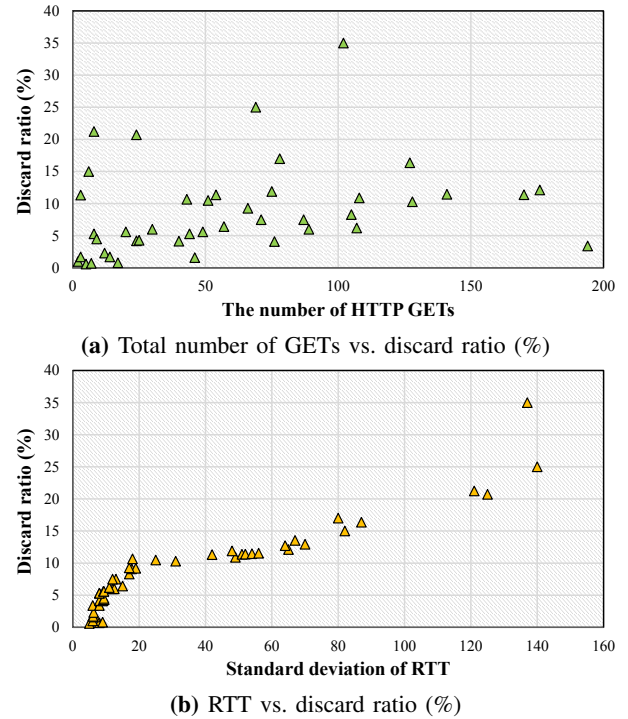 40
35
30
25
20
15
10
5
0
Discard ratio (%)
0 50 100 150 200
The number of HTTP GETs
(a) Total number of GETs vs. discard ratio (%)
40
35
30
25
20
15
10
5
0
Discard ratio (%)
0 20 40 60 80 100 120 140 160
Standard deviation of RTT
(b) RTT vs. discard ratio (%)